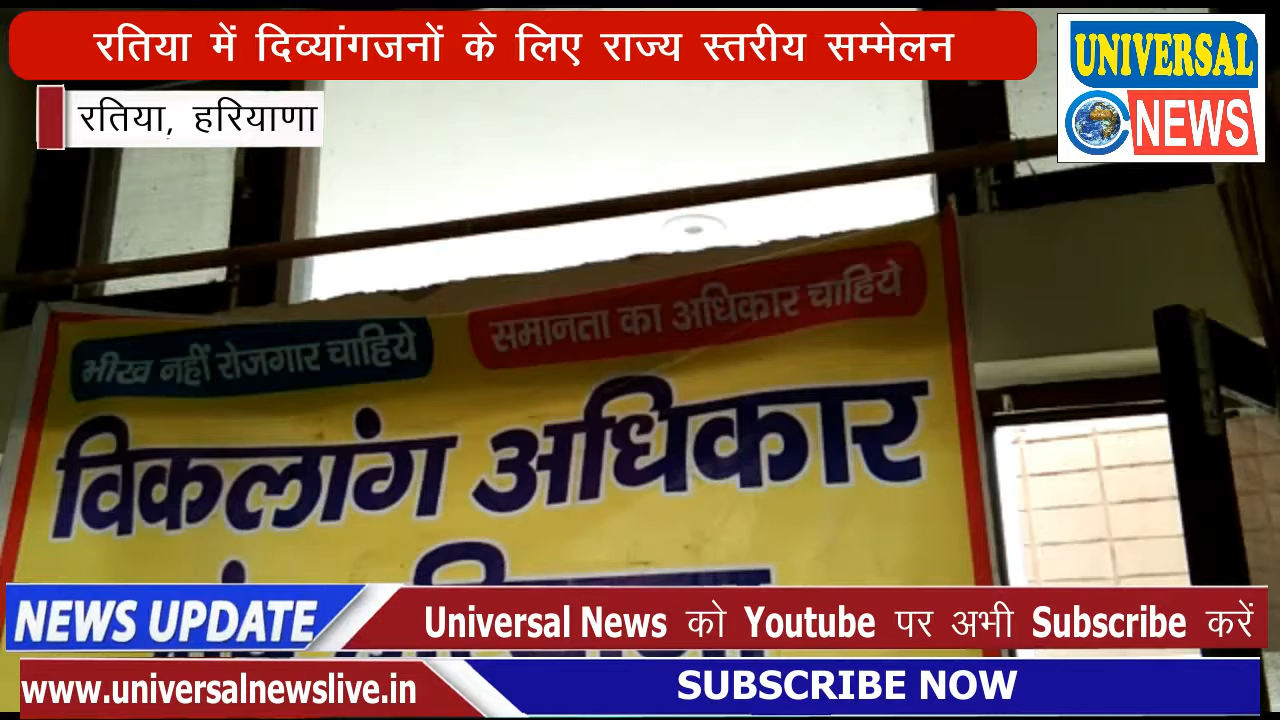 रतिया में दिव्यांगजनों के लिए राज्य स्तरीय सम्मेलन
UNIVERSAL
NEWS
रतिया, हरियाणा
भीख नहीं रोजगार चाहिये
समानता का अधिकार चाहिये
विकलांग अधिकार
NEWS UPDATE
Universal News को Youtube पर अभी Subscribe करें
www.universalnewslive.in
SUBSCRIBE NOW